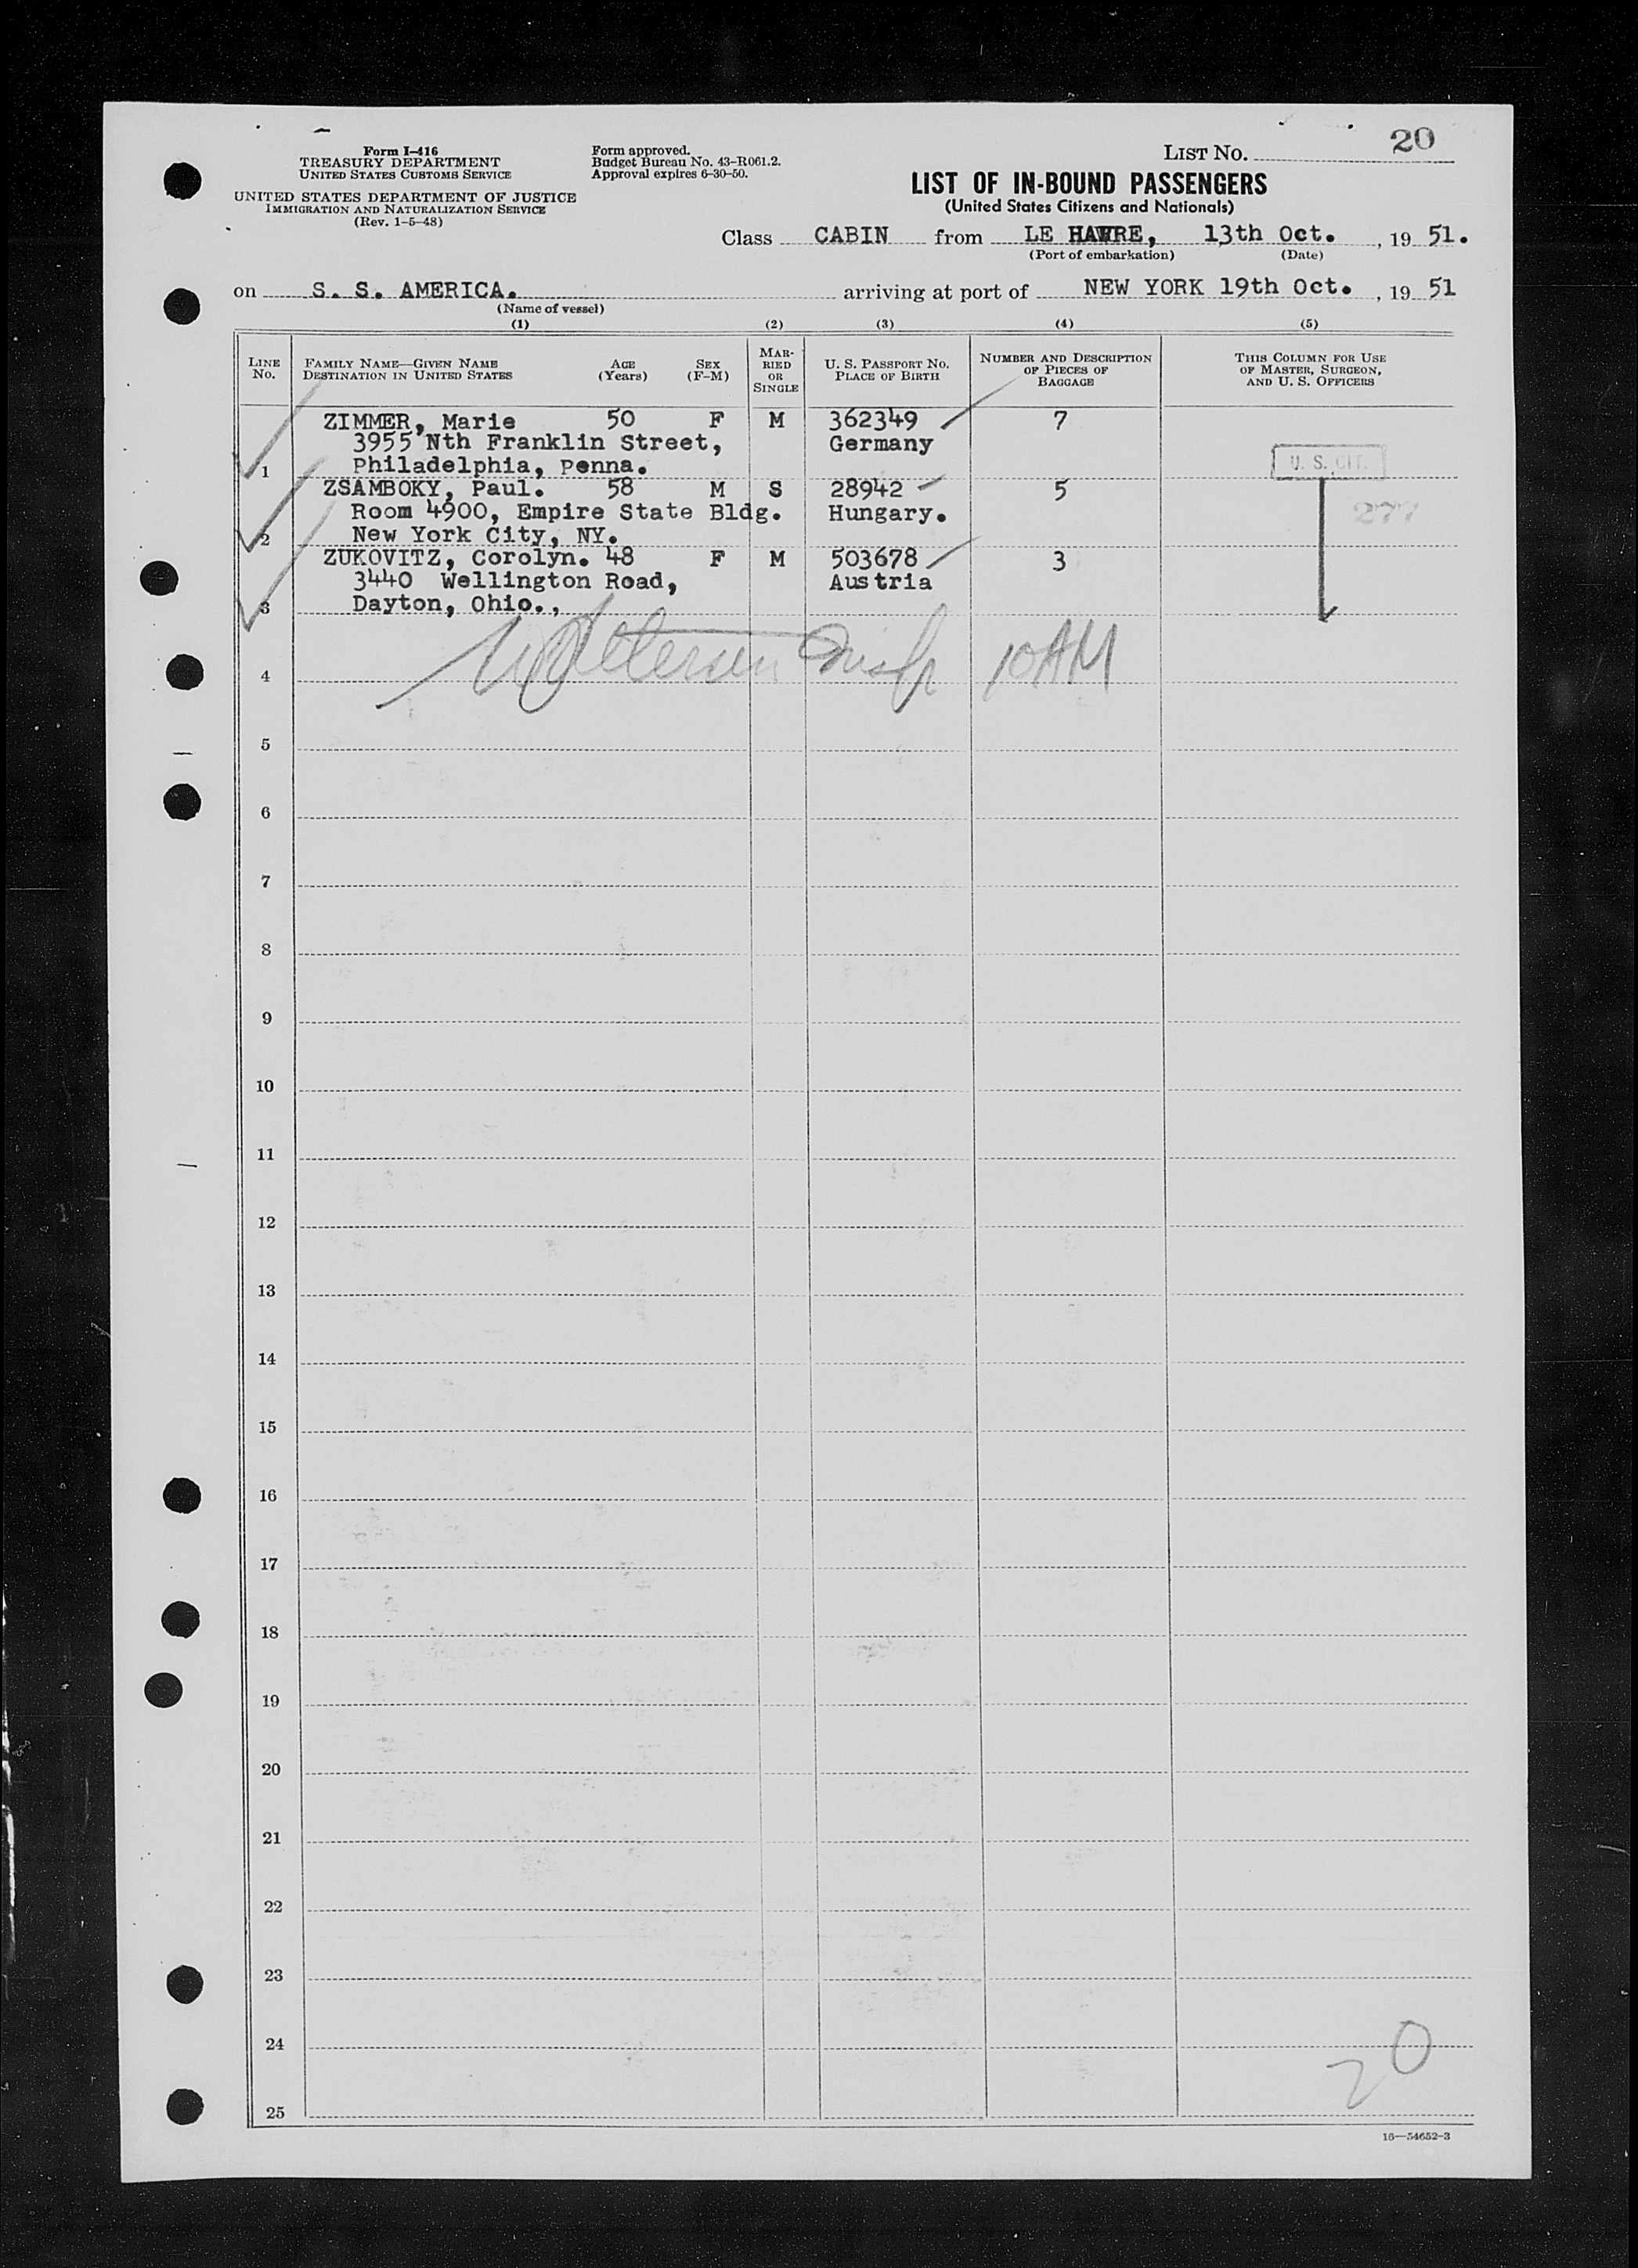 LIST NO. 20
Form I-416
TREASURY DEPARTMENT
UNITED STATES CUSTOMS SERVICE
UNITED STATES DEPARTMENT OF JUSTICE
IMMIGRATION AND NATURALIZATION SERVICE
(Rev. 1-5-48)
Form approved.
Budget Bureau No. 43-R061.2.
Approval expires 6-30-50.
LIST OF IN-BOUND PASSENGERS
(United States Citizens and Nationals)
Class CABIN from LE HAVRE, 13th Oct. , 19 51.
(Port of embarkation) (Date)
on S. S. AMERICA. arriving at port of NEW YORK 19th Oct. , 19 51
(Name of vessel)
(1) (2) (3) (4) (5)
LINE No. FAMILY NAME—GIVEN NAME DESTINATION IN UNITED STATES AGE (Years) SEX (F-M) MARRIED OR SINGLE U. S. PASSPORT NO. PLACE OF BIRTH NUMBER AND DESCRIPTION OF PIECES OF BAGGAGE THIS COLUMN FOR USE OF MASTER, SURGEON, AND U. S. OFFICERS
ZIMMER, Marie 50 F M 362349 7
3955 Nth Franklin Street, Germany
1 Philadelphia, Penna. U. S. CIT.
ZSAMBOKY, Paul. 58 M S 28942 5
Room 4900, Empire State Bldg. Hungary. 277
2 New York City, NY.
ZUKOVITZ, Corolyn. 48 F M 503678 3
3440 Wellington Road, Austria
3 Dayton, Ohio.,
4 10AM
5
6
7
8
9
10
11
12
13
14
15
16
17
18
19
20
21
22
23
24
25
20
16—54652-3